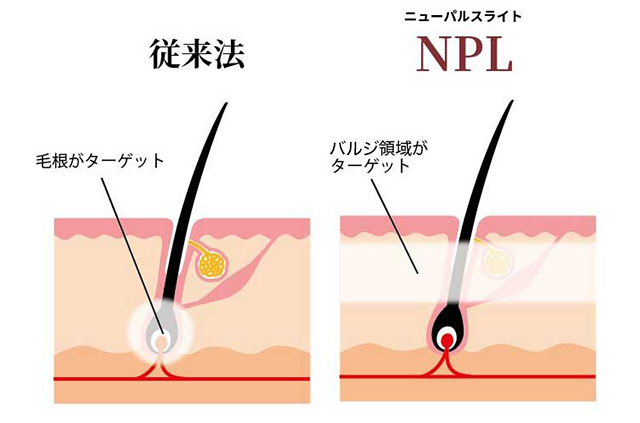 従来法
ニューパルスライト
NPL
毛根がターゲット
バルジ領域が
ターゲット